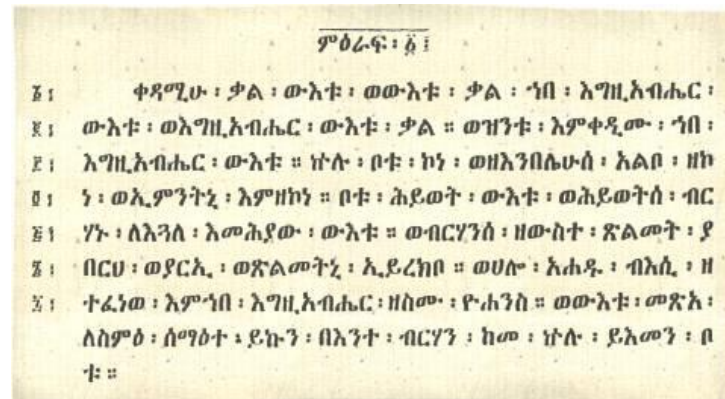 ምዕራፍ፡ ፩፤
፩፤ ቀዳሚሁ ፡ ቃል ፡ ውእቱ ፡ ወውእቱ ፡ ቃል ፡ ኀበ ፡ እግዚአብሔር ፡
፪፤ ውእቱ ፡ ወእግዚአብሔር ፡ ውእቱ ፡ ቃል ። ወዝንቱ ፡ እምቀዲሙ ፡ ኀበ ፡
፫፤ እግዚአብሔር ፡ ውእቱ ። ኵሉ ፡ ቦቱ ፡ ኮነ ፡ ወዘእንበሌሁሰ ፡ አልቦ ፡ ዘኮ
፬፤ ነ ፡ ወኢምንትኒ ፡ እምዘኮነ ። ቦቱ ፡ ሕይወት ፡ ውእቱ ፡ ወሕይወትሰ ፡ ብር
፭፤ ሃኑ ፡ ለእጓለ ፡ እመሕያው ፡ ውእቱ ። ወብርሃንሰ ፡ ዘውስተ ፡ ጽልመት ፡ ያ
፮፤ በርህ ፡ ወያርኢ ፡ ወጽልመትኒ ፡ ኢይረክቦ ። ወሀሎ ፡ አሐዱ ፡ ብእሲ ፡ ዘ
፯፤ ተፈነወ ፡ እምኀበ ፡ እግዚአብሔር ፡ ዘስሙ ፡ ዮሐንስ ። ወውእቱ ፡ መጽአ ፡
ለስምዕ ፡ ሰማዕተ ፡ ይኩን ፡ በእንተ ፡ ብርሃን ፡ ከመ ፡ ኵሉ ፡ ይእመን ፡ ቦ
ቱ ።